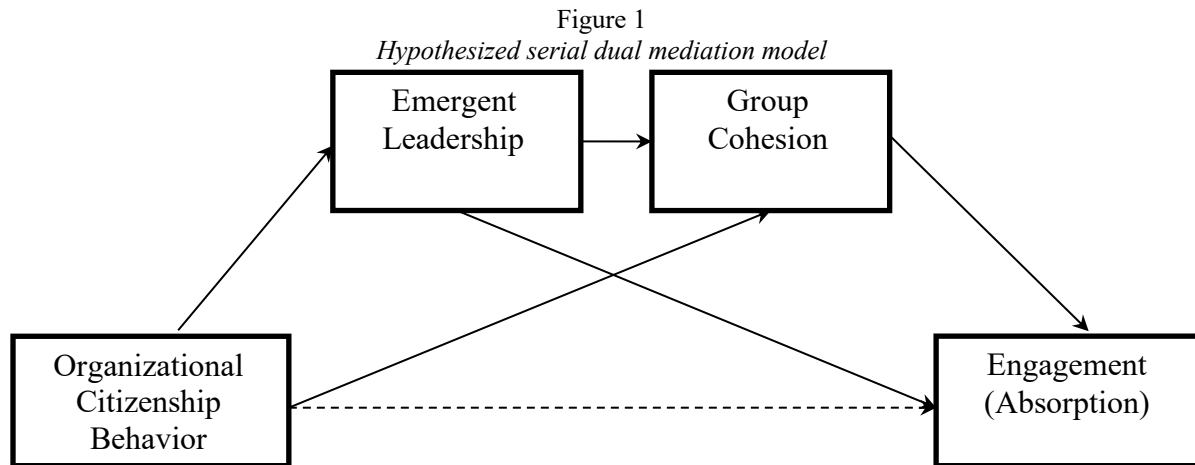 Figure 1
Hypothesized serial dual mediation model
Emergent
Leadership
Group
Cohesion
Organizational
Citizenship
Behavior
Engagement
(Absorption)